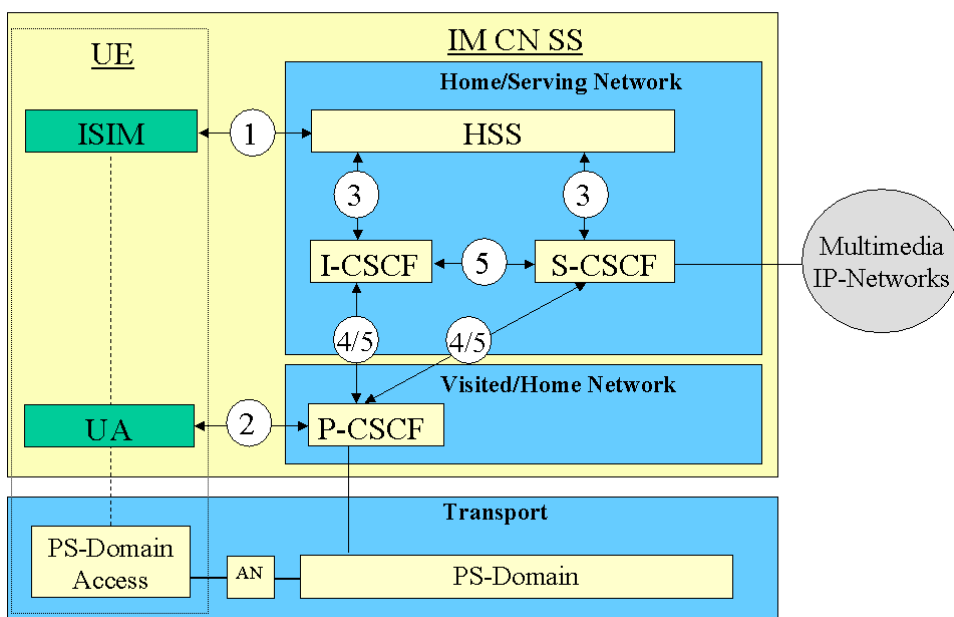 UE
IM CN SS
Home/Serving Network
ISIM
1
HSS
3
3
I-CSCF
5
S-CSCF
Multimedia
IP-Networks
4/5
4/5
Visited/Home Network
UA
2
P-CSCF
Transport
PS-Domain
Access
AN
PS-Domain